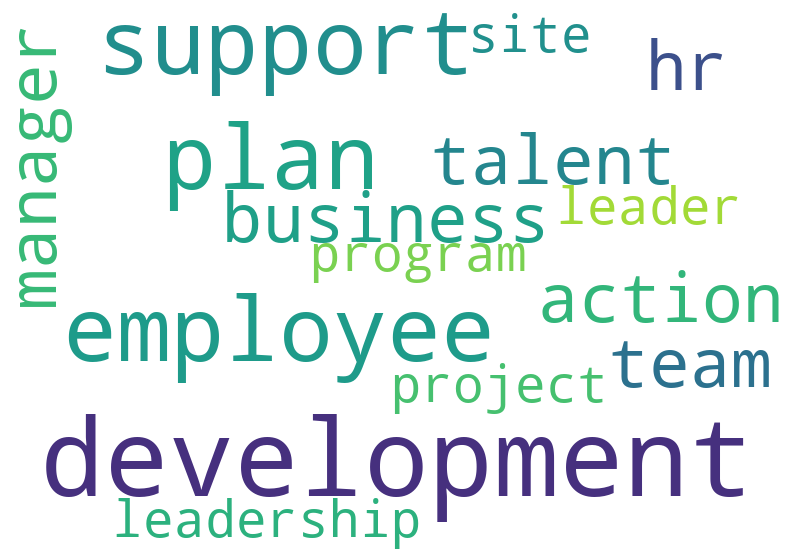 support
site
hr
manager
plan
talent
business
leader
program
action
employee
team
project
development
leadership